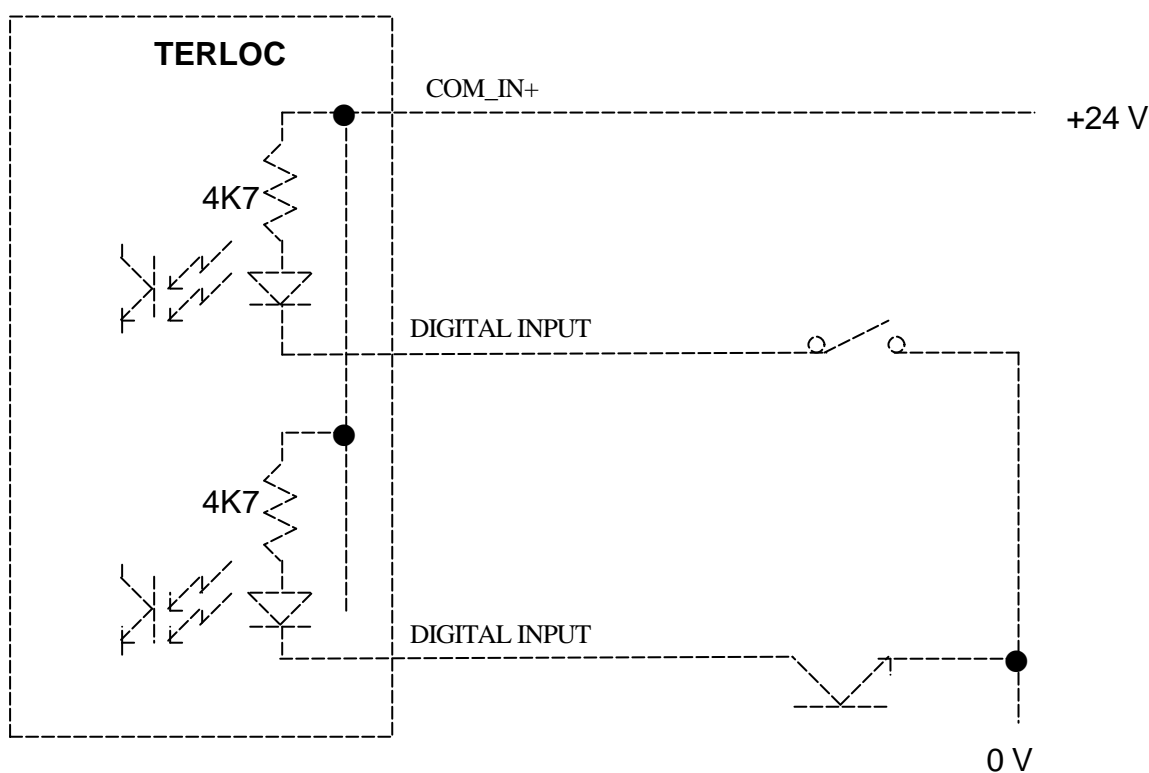 TERLOC
COM_IN+
+24 V
4K7
DIGITAL INPUT
4K7
DIGITAL INPUT
0 V